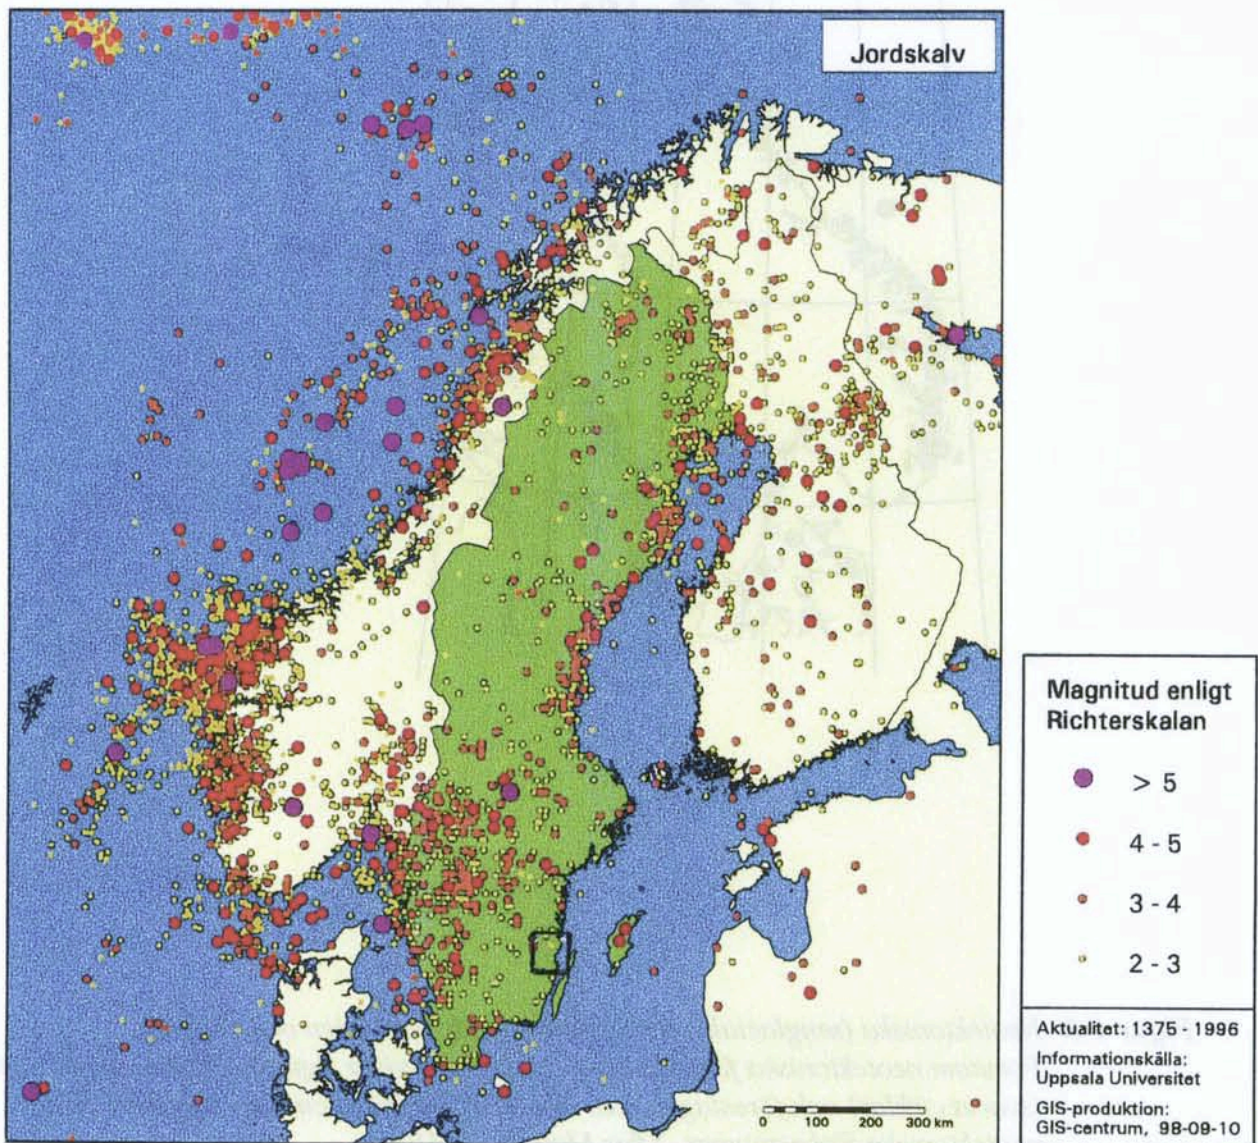 Jordskalv
Magnitud enligt
Richterskalan
> 5
4 - 5
3 - 4
2 - 3
Aktualitet: 1375 - 1996
Informationskälla:
Uppsala Universitet
GIS-produktion:
GIS-centrum, 98-09-10
0 100 200 300 km